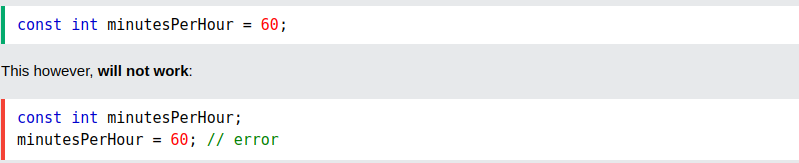 const int minutesPerHour = 60;
This however, will not work:
const int minutesPerHour;
minutesPerHour = 60; // error